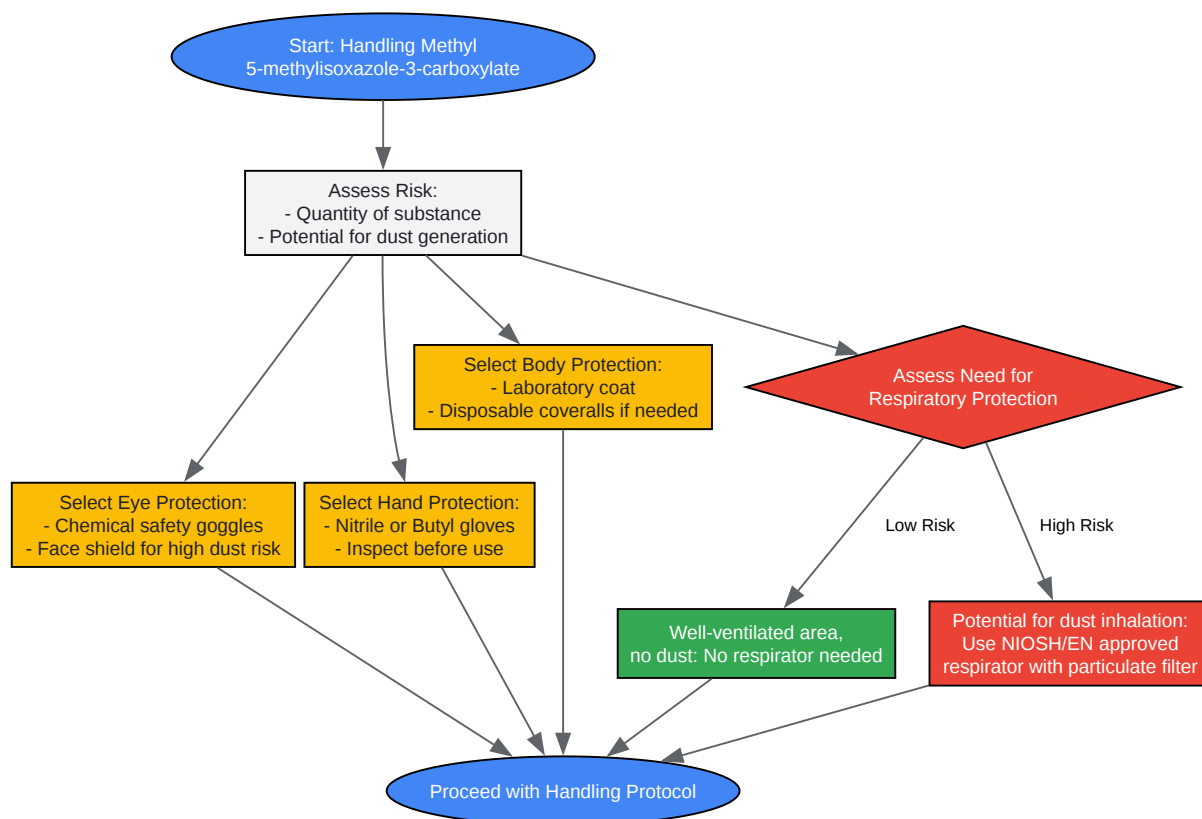 Start: Handling Methyl
5-methylisoxazole-3-carboxylate
Assess Risk:
- Quantity of substance
- Potential for dust generation
Select Body Protection:
- Laboratory coat
- Disposable coveralls if needed
Assess Need for
Respiratory Protection
Select Eye Protection:
- Chemical safety goggles
- Face shield for high dust risk
Select Hand Protection:
- Nitrile or Butyl gloves
- Inspect before use
Low Risk
High Risk
Well-ventilated area,
no dust: No respirator needed
Potential for dust inhalation:
Use NIOSH/EN approved
respirator with particulate filter
Proceed with Handling Protocol